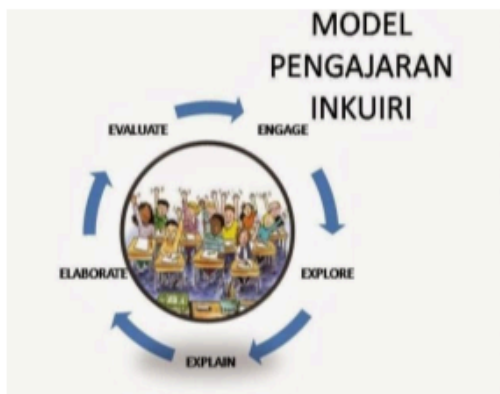 MODEL
PENGAJARAN
INKUIRI
EVALUATE
ENGAGE
ELABORATE
EXPLORE
EXPLAIN